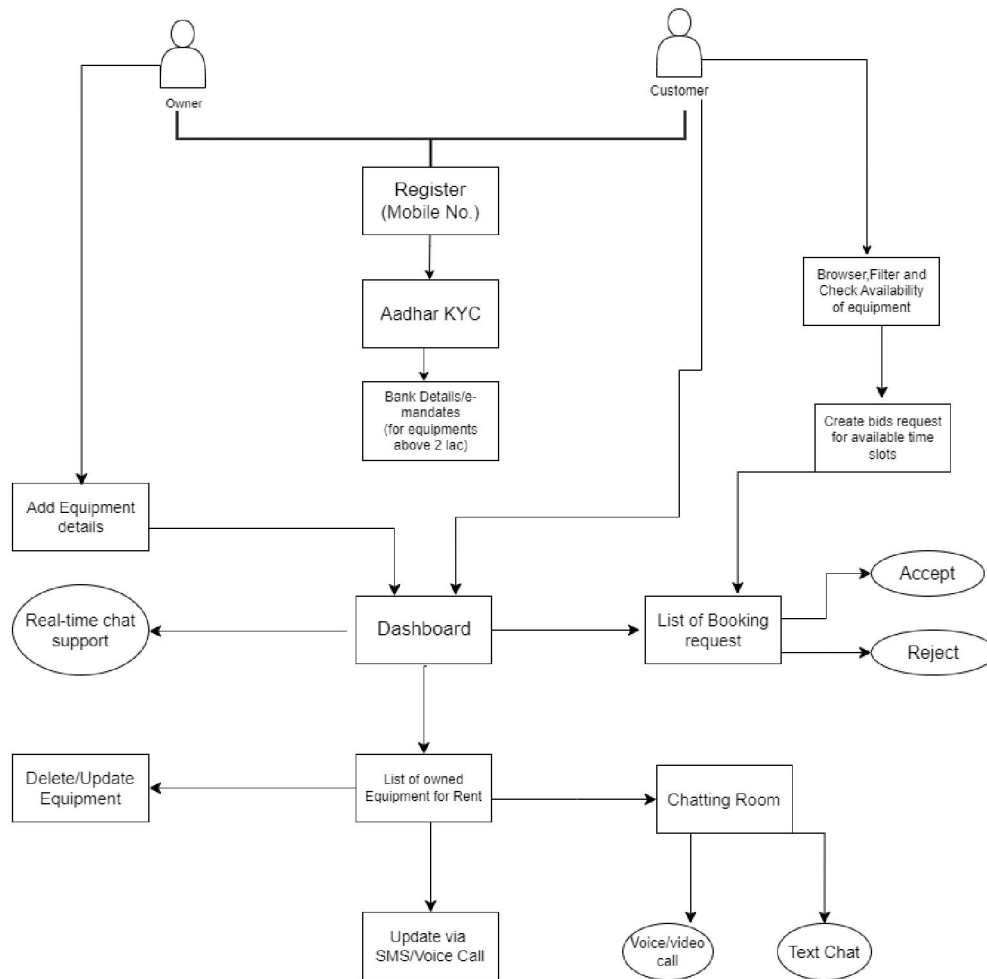 Owner
Customer
Register
(Mobile No.)
Aadhar KYC
Bank Details/e-
mandates
(for equipments
above 2 lac)
Browser,Filter and
Check Availability
of equipment
Create bids request
for available time
slots
Add Equipment
details
Real-time chat
support
Dashboard
List of Booking
request
Accept
Reject
Delete/Update
Equipment
List of owned
Equipment for Rent
Chatting Room
Update via
SMS/Voice Call
Voice/video
call
Text Chat